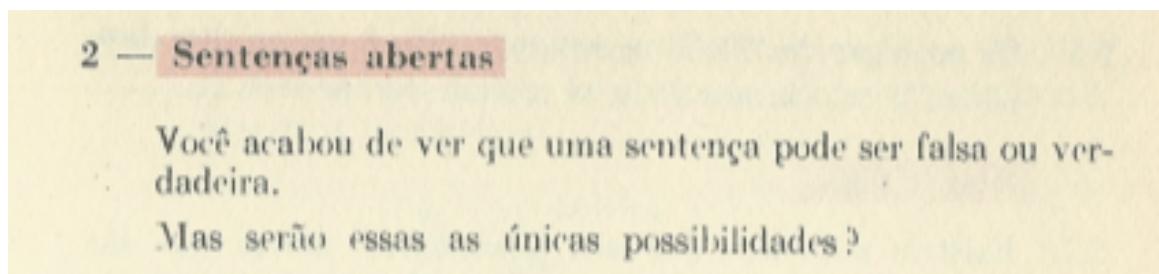 2 — Sentenças abertas
Você acabou de ver que uma sentença pode ser falsa ou ver-
dadeira.
Mas serão essas as únicas possibilidades?